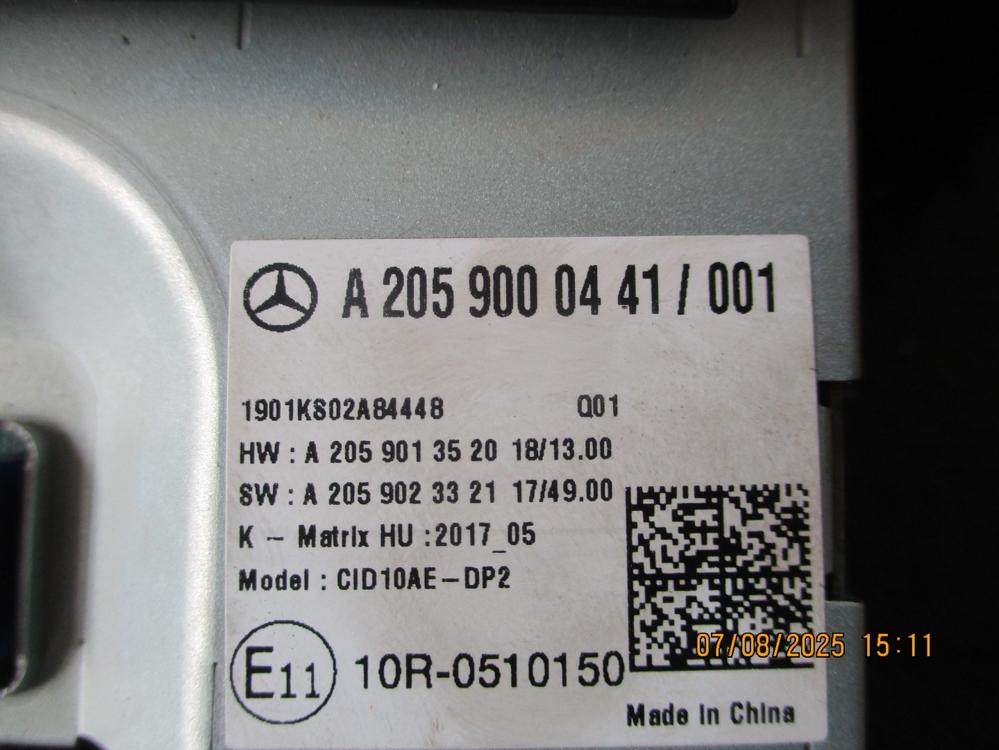 A 205 900 04 41 / 001
1901KS02A84448 Q01
HW : A 205 901 35 20 18/13.00
SW : A 205 902 33 21 17/49.00
K - Matrix HU :2017_05
Model : CID10AE-DP2
E11 10R-0510150
07/08/2025 15:11
Made in China